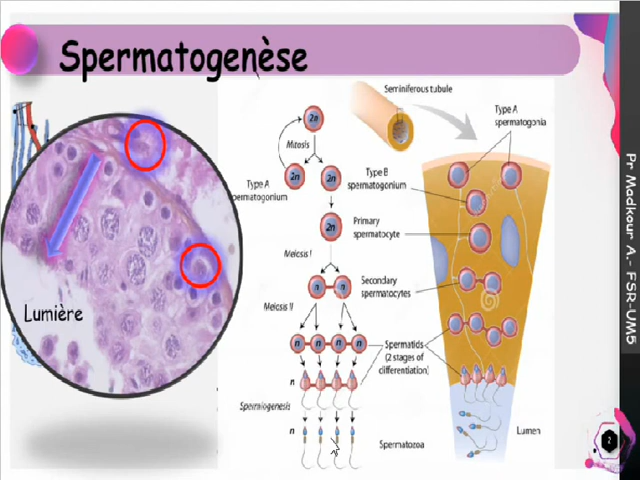 Spermatogenèse
Lumière
2n
Mitosis
2n
2n
Type A
permatogonium
2n
Meiosis I
n
n
Meiosis II
n
n
n
n
n
Spermiogenesis
n
Seminiferous tubule
Type A
spermatogonia
Type B
spermatogonium
Primary
spermatocyte
Secondary
spermatocytes
Spermatids
(2 stages of
differentiation)
Spermatozoa
Lumen
Pr Madkour A.- FSR-UM5
2